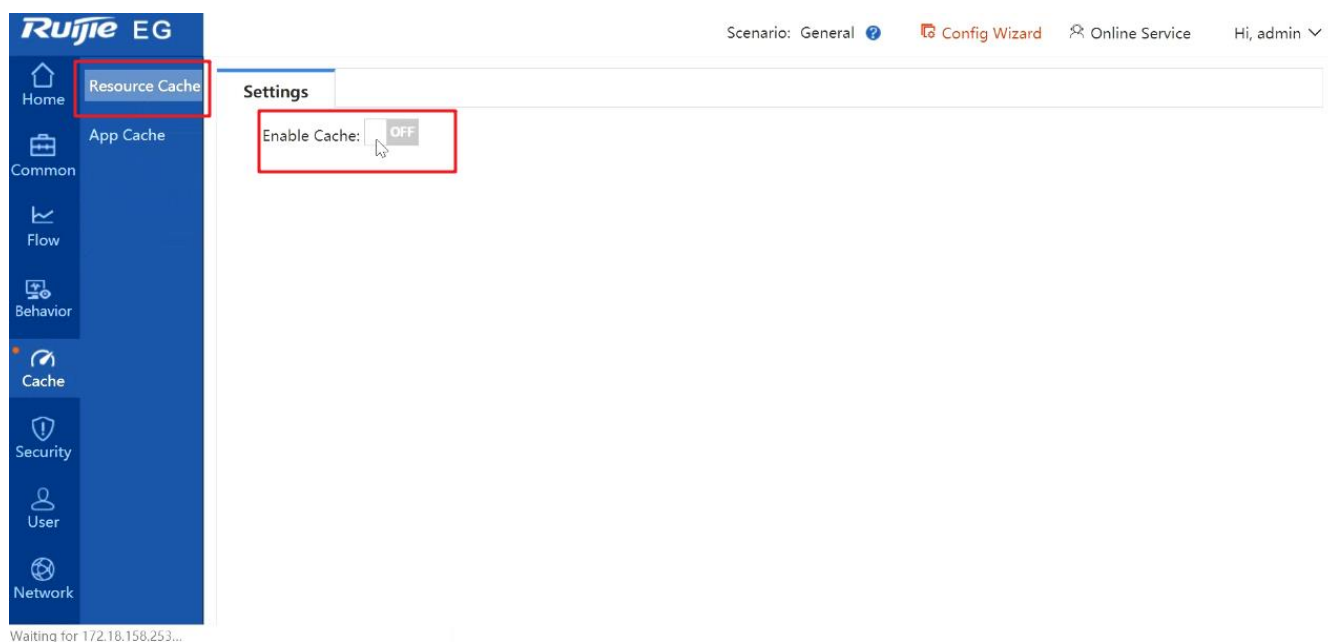 Ruijie EG
Scenario: General ? Config Wizard Online Service Hi, admin
Home
Common
Flow
Behavior
Cache
Security
User
Network
Resource Cache
App Cache
Settings
Enable Cache: OFF
Waiting for 172.18.158.253...